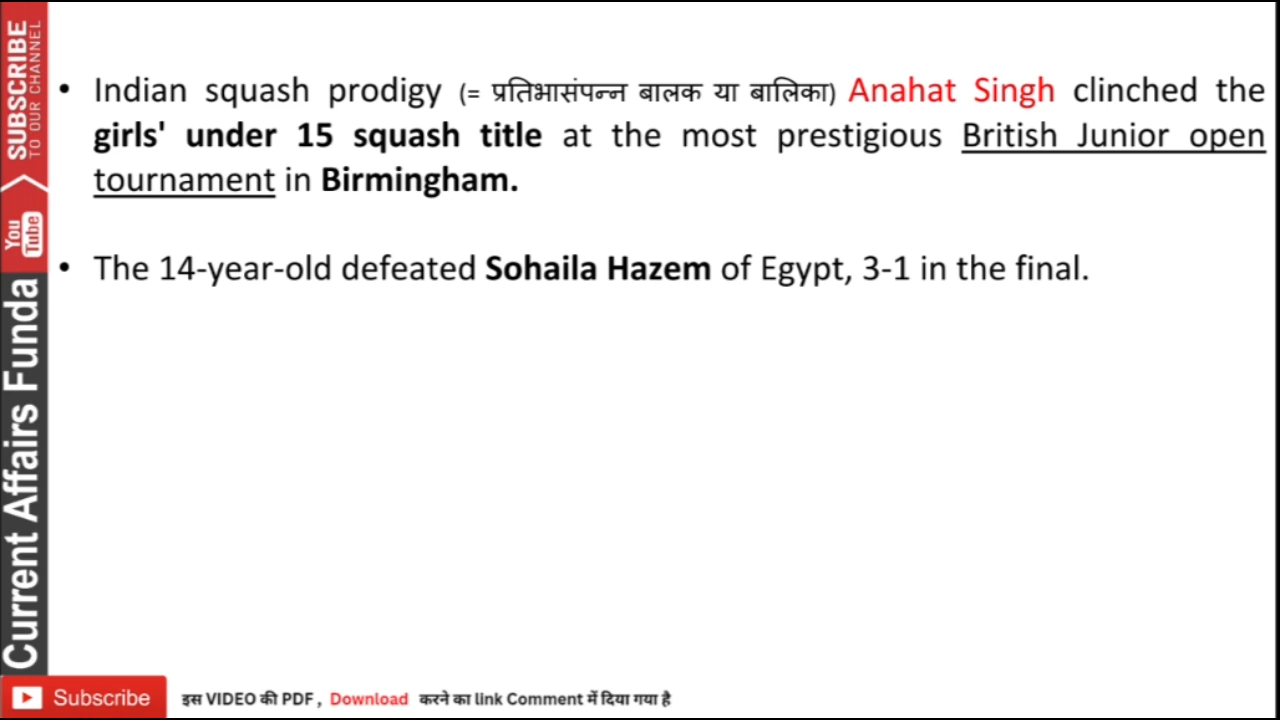 • Indian squash prodigy (= प्रतिभासंपन्न बालक या बालिका) Anahat Singh clinched the
girls' under 15 squash title at the most prestigious British Junior open
tournament in Birmingham.
• The 14-year-old defeated Sohaila Hazem of Egypt, 3-1 in the final.
SUBSCRIBE
TO OUR CHANNEL
You Tube
Current Affairs Funda
Subscribe
इस VIDEO की PDF , Download करने का link Comment में दिया गया है